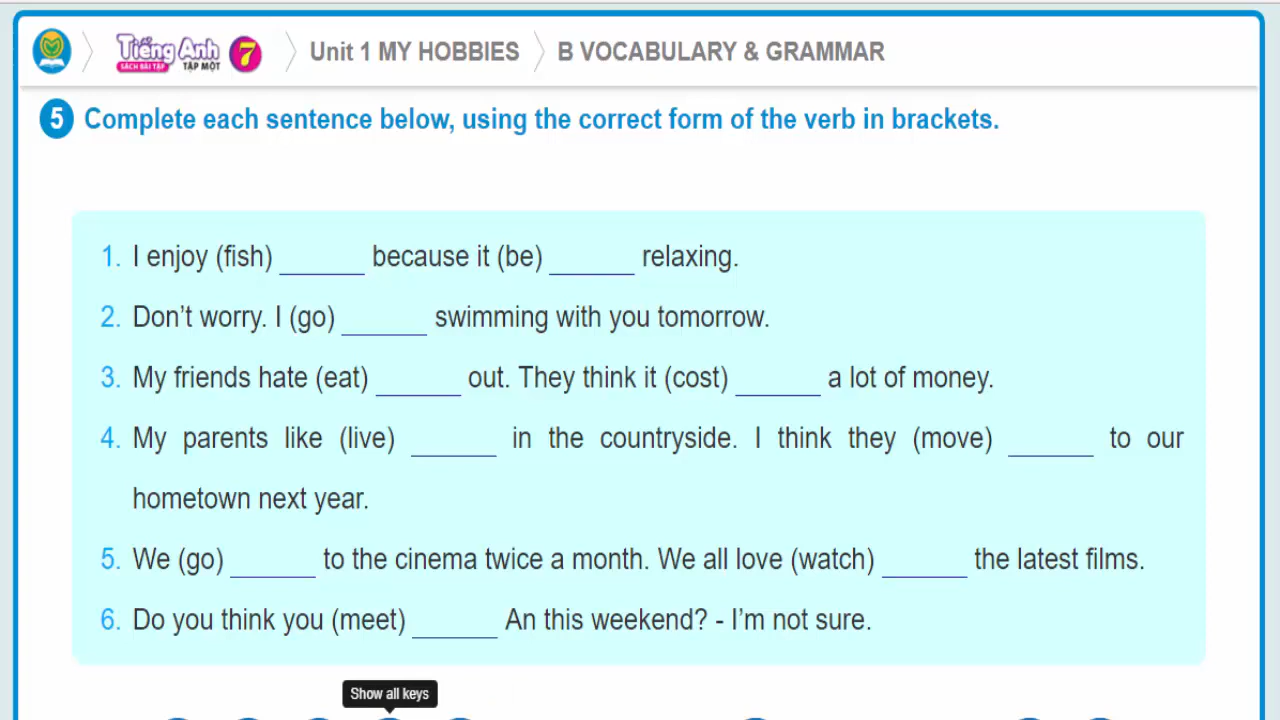 Tiếng Anh 7
SÁCH BÀI TẬP TẬP MỘT
Unit 1 MY HOBBIES
B VOCABULARY & GRAMMAR
5 Complete each sentence below, using the correct form of the verb in brackets.
1. I enjoy (fish) ______ because it (be) ______ relaxing.
2. Don’t worry. I (go) ______ swimming with you tomorrow.
3. My friends hate (eat) ______ out. They think it (cost) ______ a lot of money.
4. My parents like (live) ______ in the countryside. I think they (move) ______ to our
hometown next year.
5. We (go) ______ to the cinema twice a month. We all love (watch) ______ the latest films.
6. Do you think you (meet) ______ An this weekend? - I’m not sure.
Show all keys